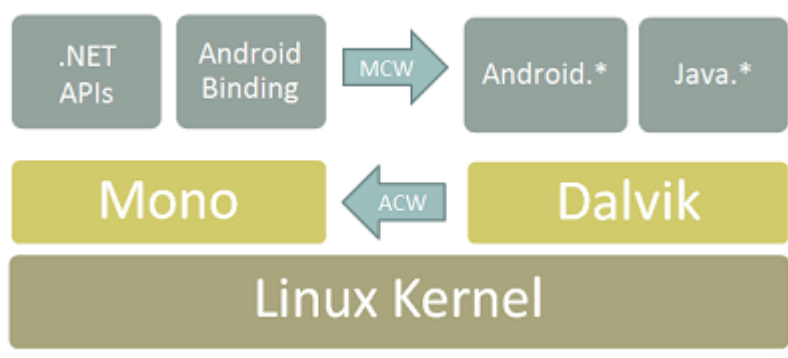 .NET
APIs
Android
Binding
MCW
Android.*
Java.*
Mono
ACW
Dalvik
Linux Kernel